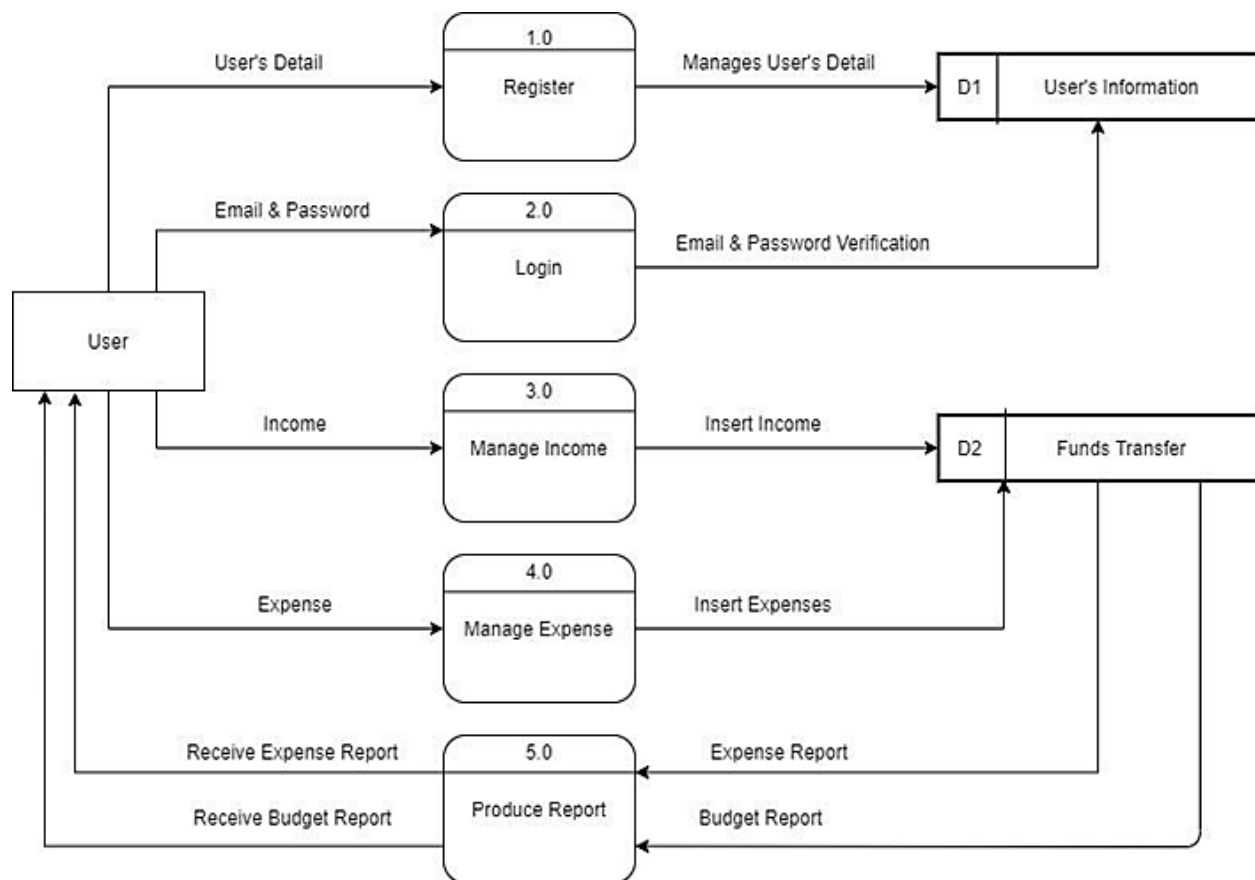 1.0
User's Detail
Manages User's Detail
Register
D1
User's Information
2.0
Email & Password
Email & Password Verification
Login
User
3.0
Income
Insert Income
Manage Income
D2
Funds Transfer
4.0
Expense
Insert Expenses
Manage Expense
5.0
Receive Expense Report
Expense Report
Produce Report
Receive Budget Report
Budget Report